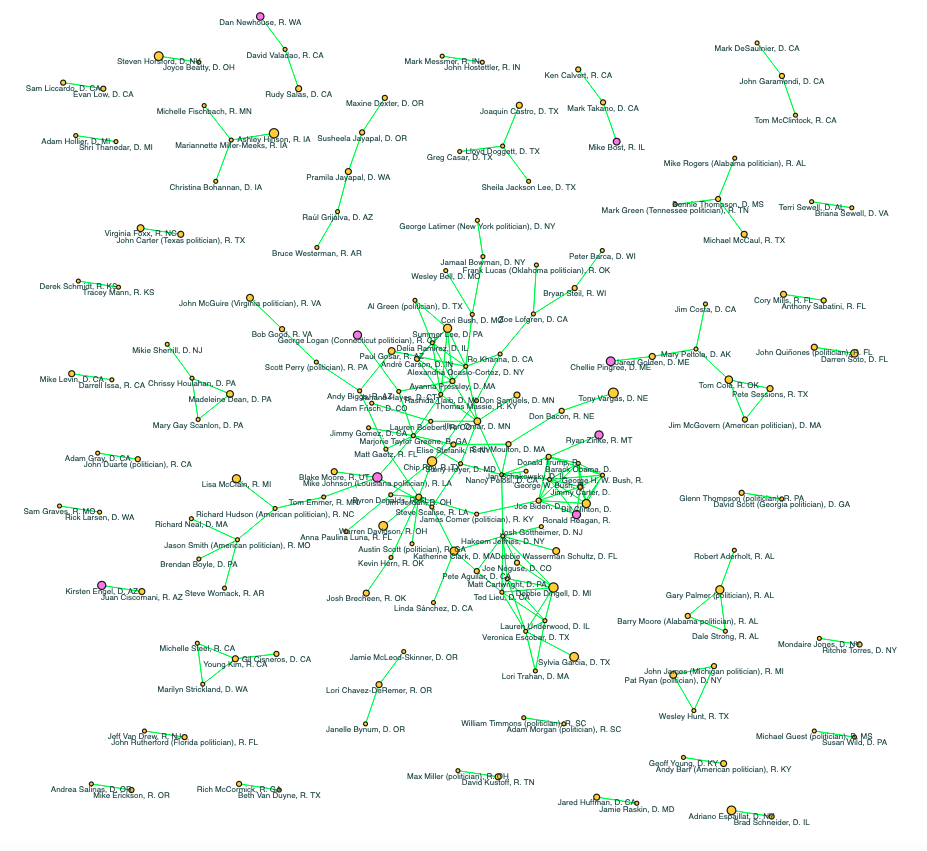 Dan Newhouse, R. WA
David Valadao, R. CA
Rudy Salas, D. CA
Steven Horsford, D. NV
Joyce Beatty, D. OH
Sam Liccardo, D. CA
Evan Low, D. CA
Mark Messmer, R. IN
John Hostettler, R. IN
Ken Calvert, R. CA
Mark Takano, D. CA
Mike Bost, R. IL
Mark DeSaulnier, D. CA
John Garamendi, D. CA
Tom McClintock, R. CA
Michelle Fischbach, R. MN
Ashley Hinson, R. IA
Mariannette Miller-Meeks, R. IA
Christina Bohannan, D. IA
Maxine Dexter, D. OR
Susheela Jayapal, D. OR
Pramila Jayapal, D. WA
Raúl Grijalva, D. AZ
Bruce Westerman, R. AR
Joaquin Castro, D. TX
Lloyd Doggett, D. TX
Greg Casar, D. TX
Sheila Jackson Lee, D. TX
Adam Hollier, D. MI
Shri Thanedar, D. MI
Mike Rogers (Alabama politician), R. AL
Bennie Thompson, D. MS
Mark Green (Tennessee politician), R. TN
Michael McCaul, R. TX
Terri Sewell, D. AL
Briana Sewell, D. VA
Virginia Foxx, R. NC
John Carter (Texas politician), R. TX
George Latimer (New York politician), D. NY
Jamaal Bowman, D. NY
Frank Lucas (Oklahoma politician), R. OK
Peter Barca, D. WI
Wesley Bell, D. MO
Bryan Steil, R. WI
Derek Schmidt, R. KS
Tracey Mann, R. KS
John McGuire (Virginia politician), R. VA
Bob Good, R. VA
George Logan (Connecticut politician), R. CT
Scott Perry (politician), R. PA
Al Green (politician), D. TX
Cori Bush, D. MO
Zoe Lofgren, D. CA
Summer Lee, D. PA
Delia Ramirez, D. IL
Paul Gosar, R. AZ
André Carson, D. IN
Ro Khanna, D. CA
Alexandria Ocasio-Cortez, D. NY
Ayanna Pressley, D. MA
Andy Biggs, R. AZ
Jahana Hayes, D. CT
Rashida Tlaib, D. MI
Don Samuels, D. MN
Adam Frisch, D. CO
Thomas Massie, R. KY
Jim Costa, D. CA
Mary Peltola, D. AK
Jared Golden, D. ME
Chellie Pingree, D. ME
Cory Mills, R. FL
Anthony Sabatini, R. FL
John Quiñones (politician), R. FL
Darren Soto, D. FL
Tom Cole, R. OK
Pete Sessions, R. TX
Jim McGovern (American politician), D. MA
Mikie Sherrill, D. NJ
Chrissy Houlahan, D. PA
Madeleine Dean, D. PA
Mary Gay Scanlon, D. PA
Mike Levin, D. CA
Darrell Issa, R. CA
Tony Vargas, D. NE
Don Bacon, R. NE
Lauren Boebert, R. CO
Ilhan Omar, D. MN
Jimmy Gomez, D. CA
Marjorie Taylor Greene, R. GA
Matt Gaetz, R. FL
Elise Stefanik, R. NY
Seth Moulton, D. MA
Ryan Zinke, R. MT
Adam Gray, D. CA
John Duarte (politician), R. CA
Chip Roy, R. TX
Steny Hoyer, D. MD
Nancy Pelosi, D. CA
Donald Trump, R.
Barack Obama, D.
George H. W. Bush, R.
George W. Bush, R.
Jimmy Carter, D.
Joe Biden, D.
Bill Clinton, D.
Ronald Reagan, R.
Blake Moore, R. UT
Mike Johnson (Louisiana politician), R. LA
Lisa McClain, R. MI
Tom Emmer, R. MN
Byron Donalds, R. FL
Jim Jordan, R. OH
Steve Scalise, R. LA
James Comer (politician), R. KY
Richard Hudson (American politician), R. NC
Richard Neal, D. MA
Jason Smith (American politician), R. MO
Brendan Boyle, D. PA
Steve Womack, R. AR
Sam Graves, R. MO
Rick Larsen, D. WA
Glenn Thompson (politician), R. PA
David Scott (Georgia politician), D. GA
Warren Davidson, R. OH
Anna Paulina Luna, R. FL
Josh Gottheimer, D. NJ
Hakeem Jeffries, D. NY
Austin Scott (politician), R. GA
Katherine Clark, D. MA
Debbie Wasserman Schultz, D. FL
Kevin Hern, R. OK
Joe Neguse, D. CO
Pete Aguilar, D. CA
Matt Cartwright, D. PA
Ted Lieu, D. CA
Debbie Dingell, D. MI
Josh Brecheen, R. OK
Linda Sánchez, D. CA
Lauren Underwood, D. IL
Veronica Escobar, D. TX
Sylvia Garcia, D. TX
Lori Trahan, D. MA
Kirsten Engel, D. AZ
Juan Ciscomani, R. AZ
Robert Aderholt, R. AL
Gary Palmer (politician), R. AL
Barry Moore (Alabama politician), R. AL
Dale Strong, R. AL
Mondaire Jones, D. NY
Ritchie Torres, D. NY
Michelle Steel, R. CA
Gil Cisneros, D. CA
Young Kim, R. CA
Marilyn Strickland, D. WA
Jamie McLeod-Skinner, D. OR
Lori Chavez-DeRemer, R. OR
Janelle Bynum, D. OR
John James (Michigan politician), R. MI
Pat Ryan (politician), D. NY
Wesley Hunt, R. TX
William Timmons (politician), R. SC
Adam Morgan (politician), R. SC
Jeff Van Drew, R. NJ
John Rutherford (Florida politician), R. FL
Michael Guest (politician), R. MS
Susan Wild, D. PA
Geoff Young, D. KY
Andy Barr (American politician), R. KY
Max Miller (politician), R. OH
David Kustoff, R. TN
Andrea Salinas, D. OR
Mike Erickson, R. OR
Rich McCormick, R. GA
Beth Van Duyne, R. TX
Jared Huffman, D. CA
Jamie Raskin, D. MD
Adriano Espaillat, D. NY
Brad Schneider, D. IL